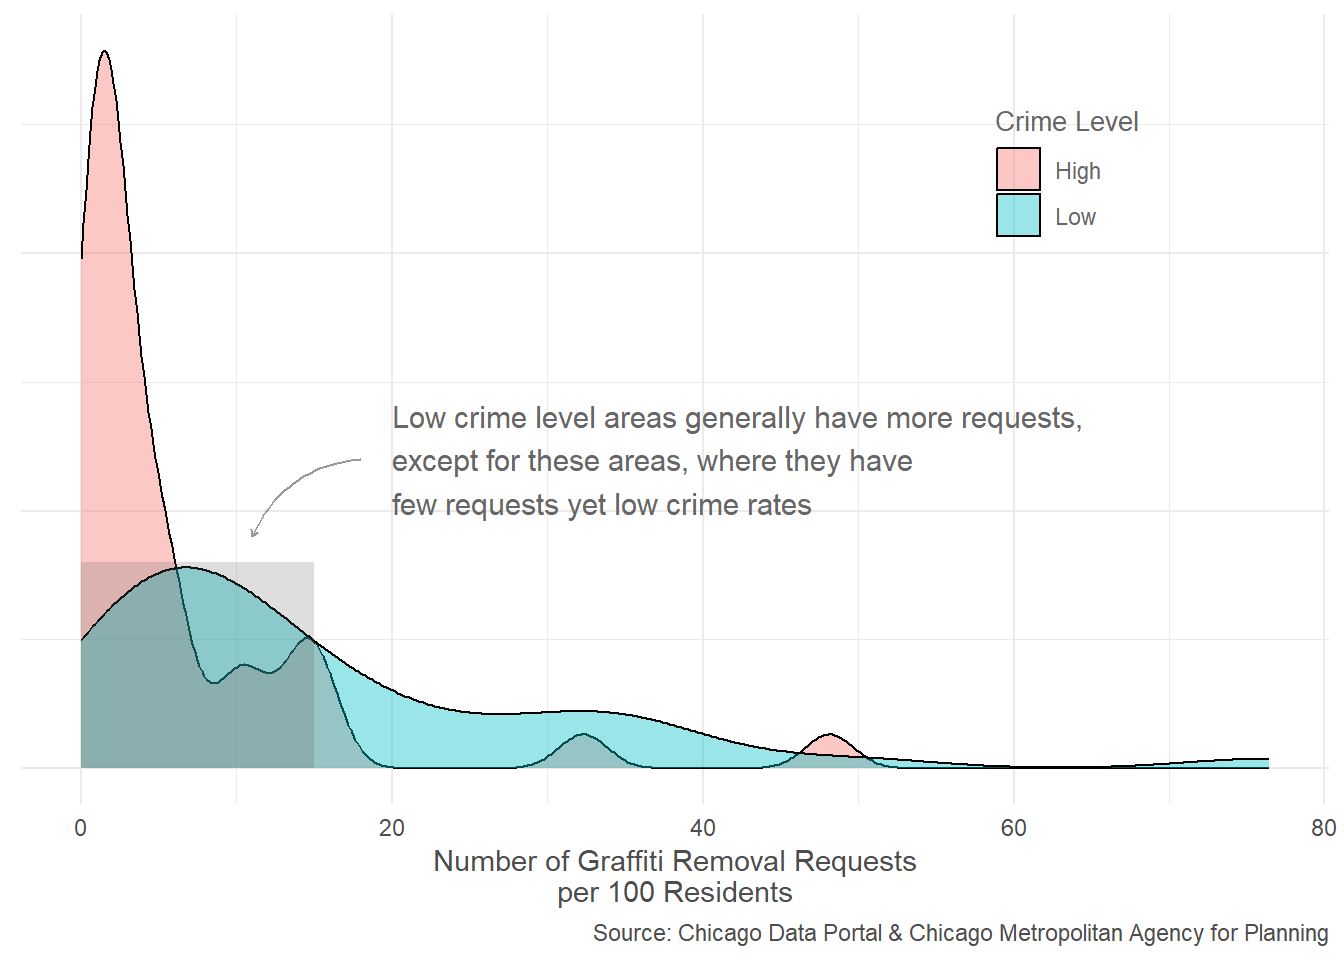 Crime Level
High
Low
Low crime level areas generally have more requests,
except for these areas, where they have
few requests yet low crime rates
0 20 40 60 80
Number of Graffiti Removal Requests
per 100 Residents
Source: Chicago Data Portal & Chicago Metropolitan Agency for Planning